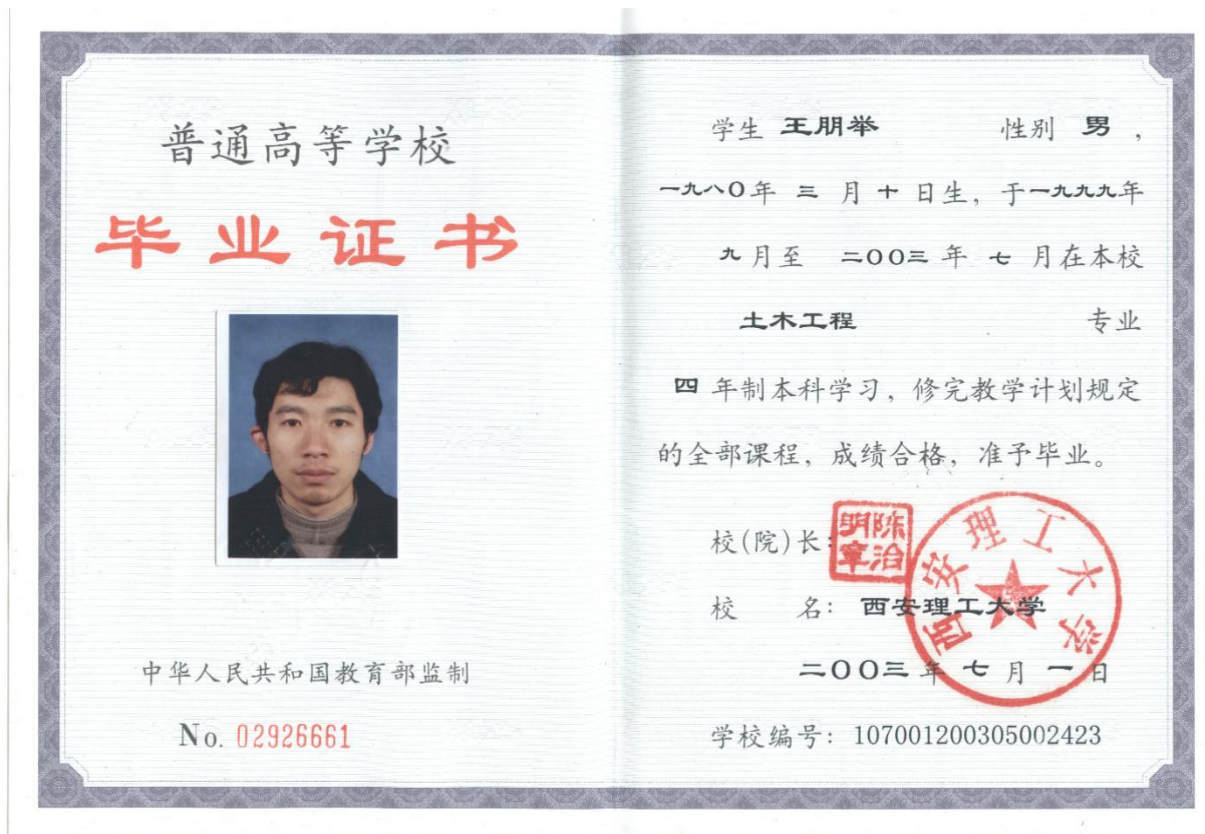 普通高等学校
毕业证书
中华人民共和国教育部监制
No. 02926661
学生 王朋举 性别 男，
一九八〇年 三 月 十 日生，于一九九九年
九月至 二〇〇三 年 七 月在本校
土木工程 专业
四 年制本科学习，修完教学计划规定
的全部课程，成绩合格，准予毕业。
校(院)长：
陈治明章
校 名：西安理工大学
西安理工大学
二〇〇三 年 七 月 一 日
学校编号：107001200305002423